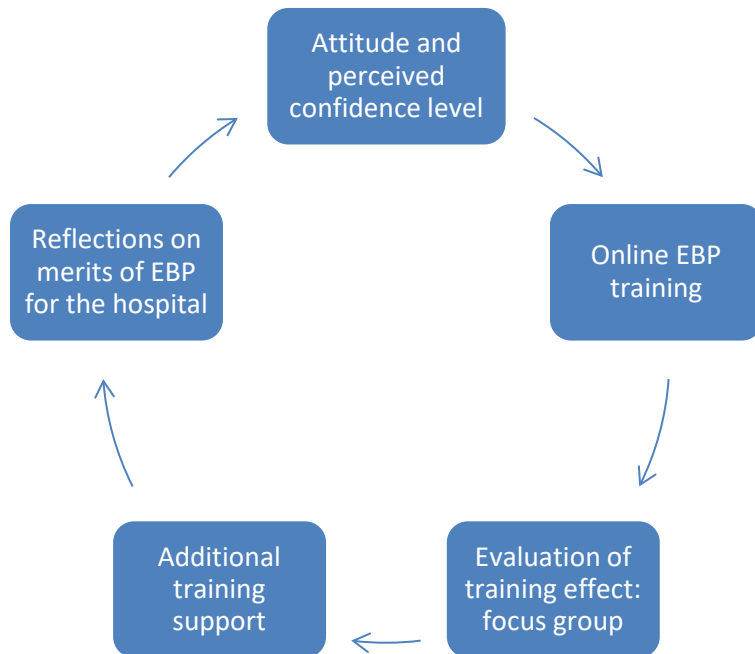 Attitude and
perceived
confidence level
Online EBP
training
Evaluation of
training effect:
focus group
Additional
training
support
Reflections on
merits of EBP
for the hospital